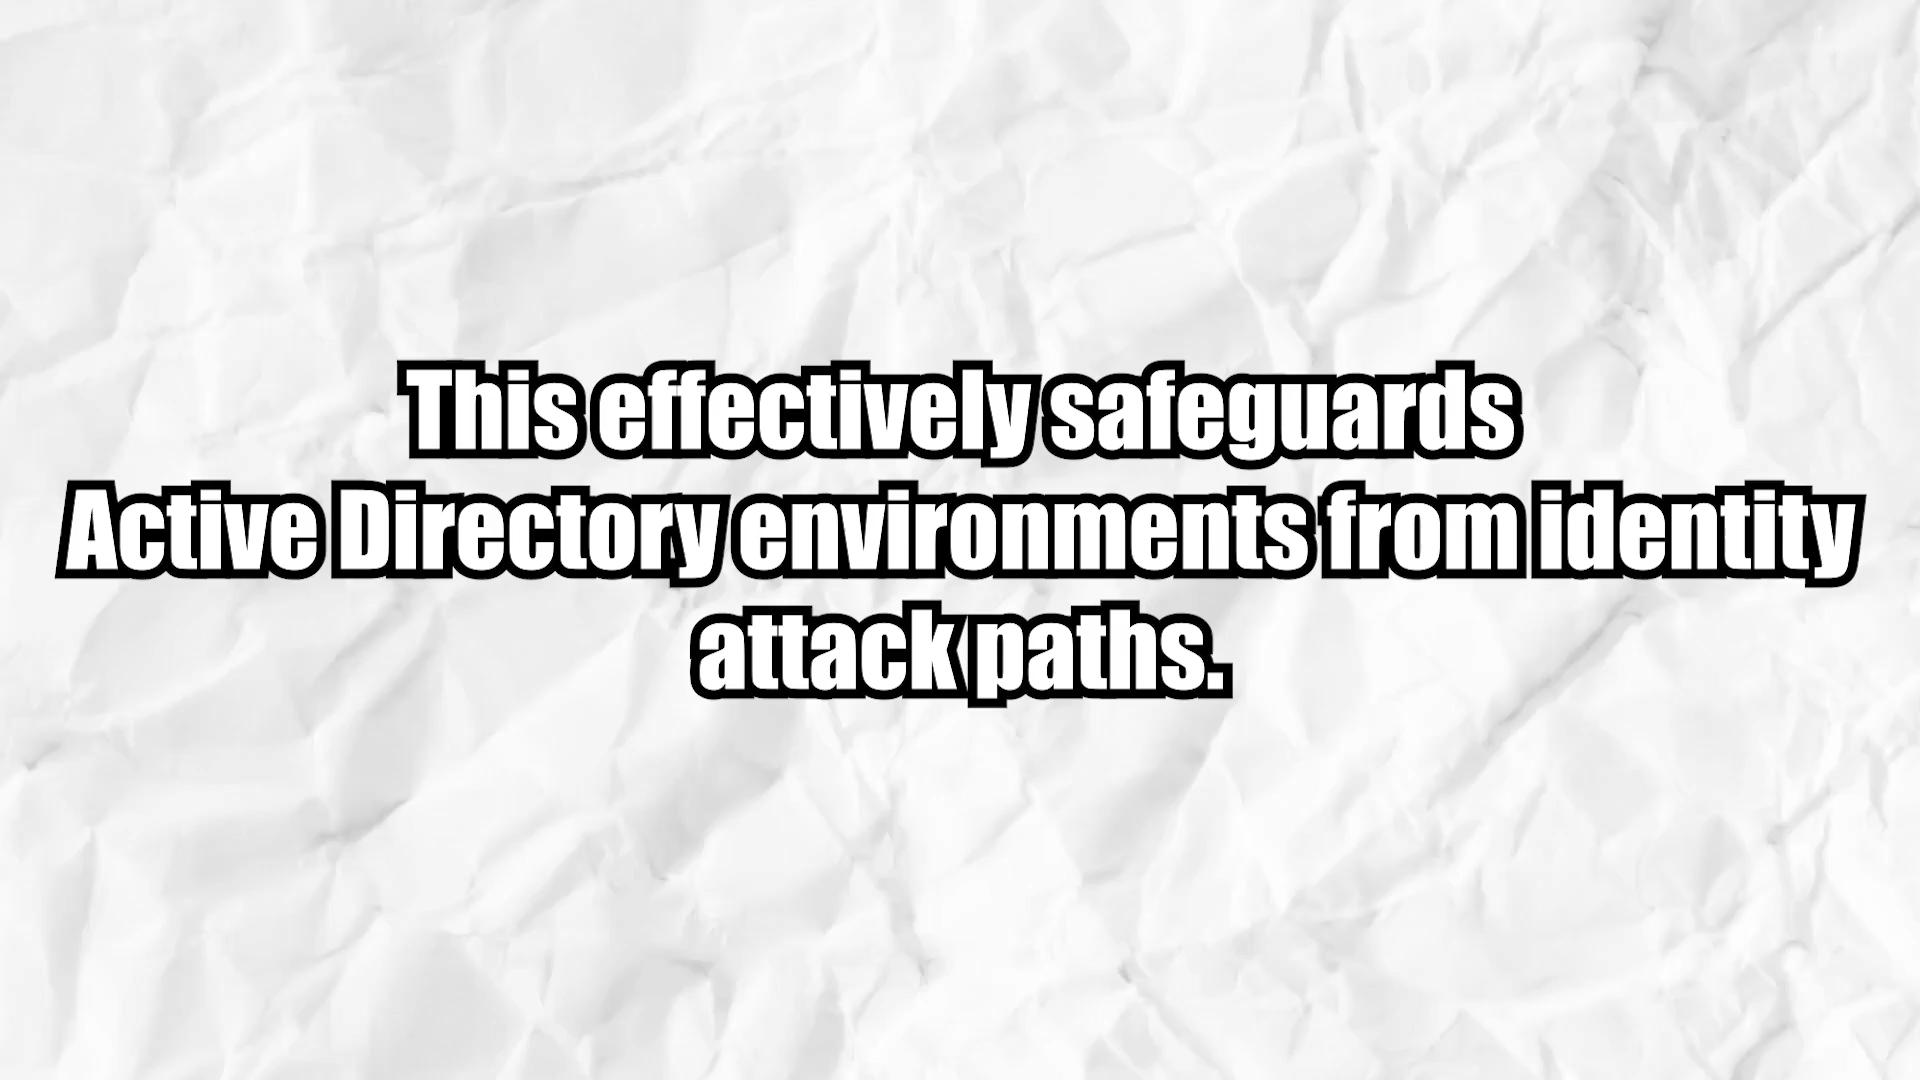 This effectively safeguards
Active Directory environments from identity
attack paths.